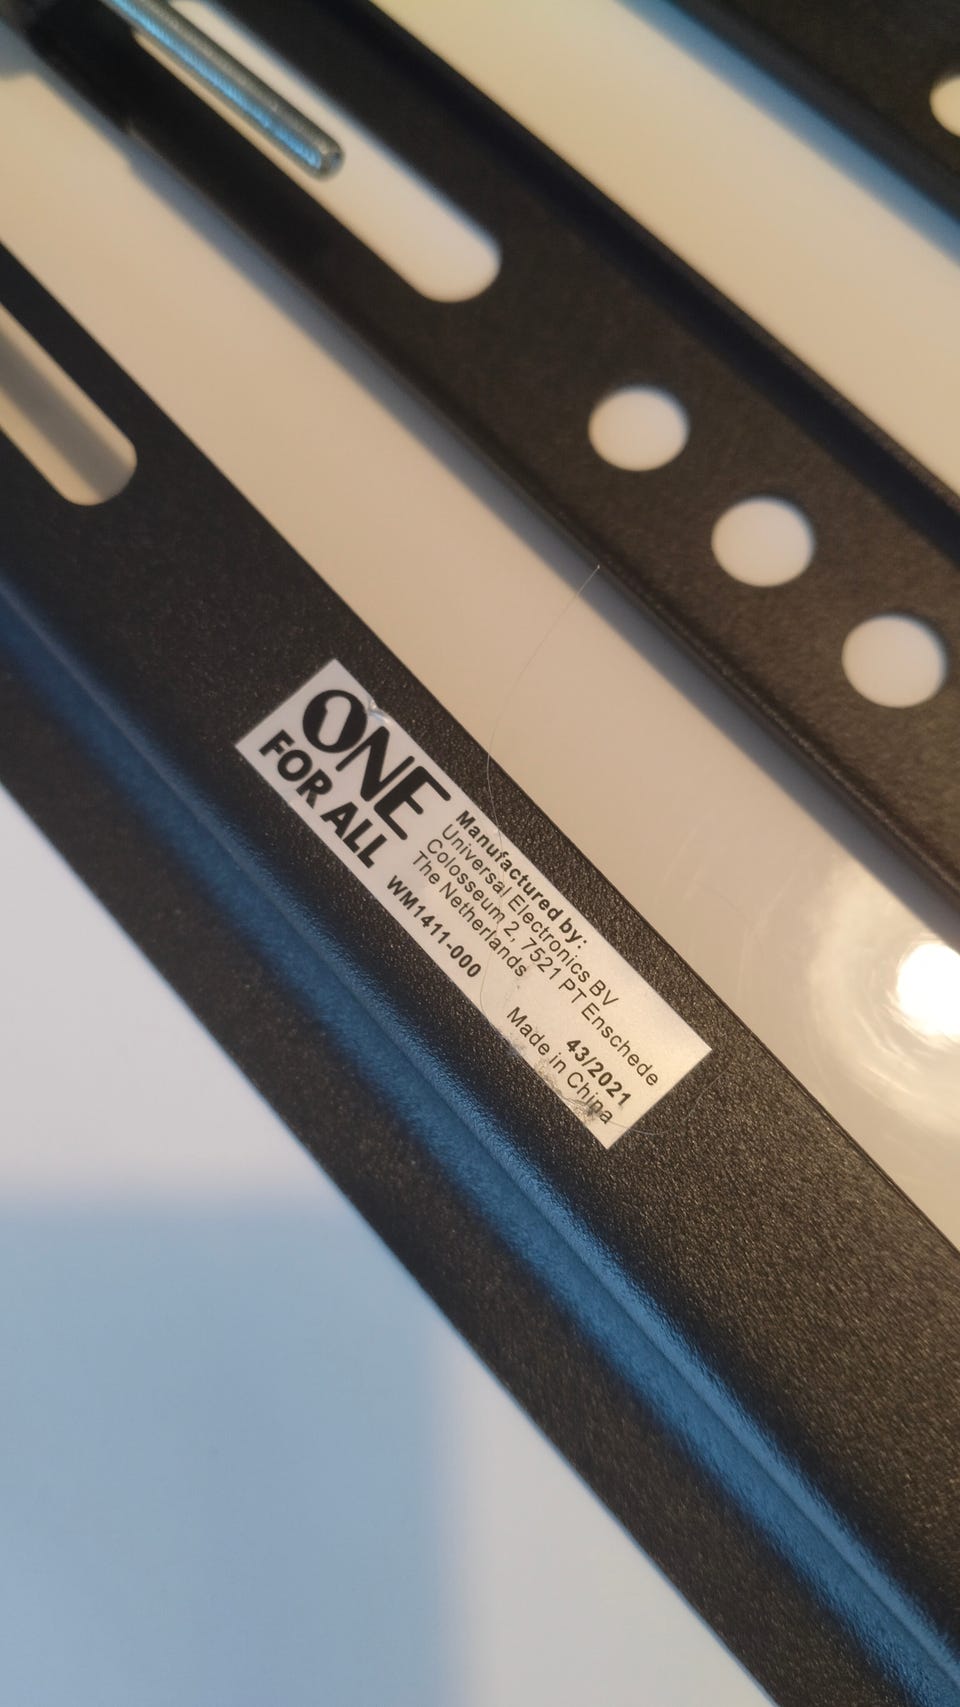 ONE
FOR ALL
Manufactured by:
Universal Electronics BV
Colosseum 2, 7521 PT Enschede
The Netherlands
43/2021
WM1411-000
Made in China